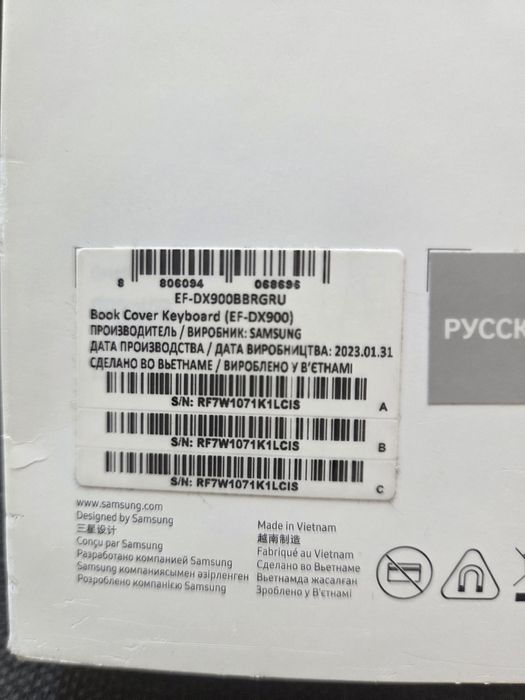 8 806094 068696
EF-DX900BBRGRU
Book Cover Keyboard (EF-DX900)
ПРОИЗВОДИТЕЛЬ / ВИРОБНИК: SAMSUNG
ДАТА ПРОИЗВОДСТВА / ДАТА ВИРОБНИЦТВА: 2023.01.31
СДЕЛАНО ВО ВЬЕТНАМЕ / ВИРОБЛЕНО У В'ЄТНАМІ
S/N: RF7W1071K1LCIS A
S/N: RF7W1071K1LCIS B
S/N: RF7W1071K1LCIS C
РУССК
www.samsung.com
Designed by Samsung
三星设计
Conçu par Samsung
Разработано компанией Samsung
Samsung компаниясымен әзірленген
Розроблено компанією Samsung
Made in Vietnam
越南制造
Fabriqué au Vietnam
Сделано во Вьетнаме
Вьетнамда жасалған
Зроблено у В'єтнамі